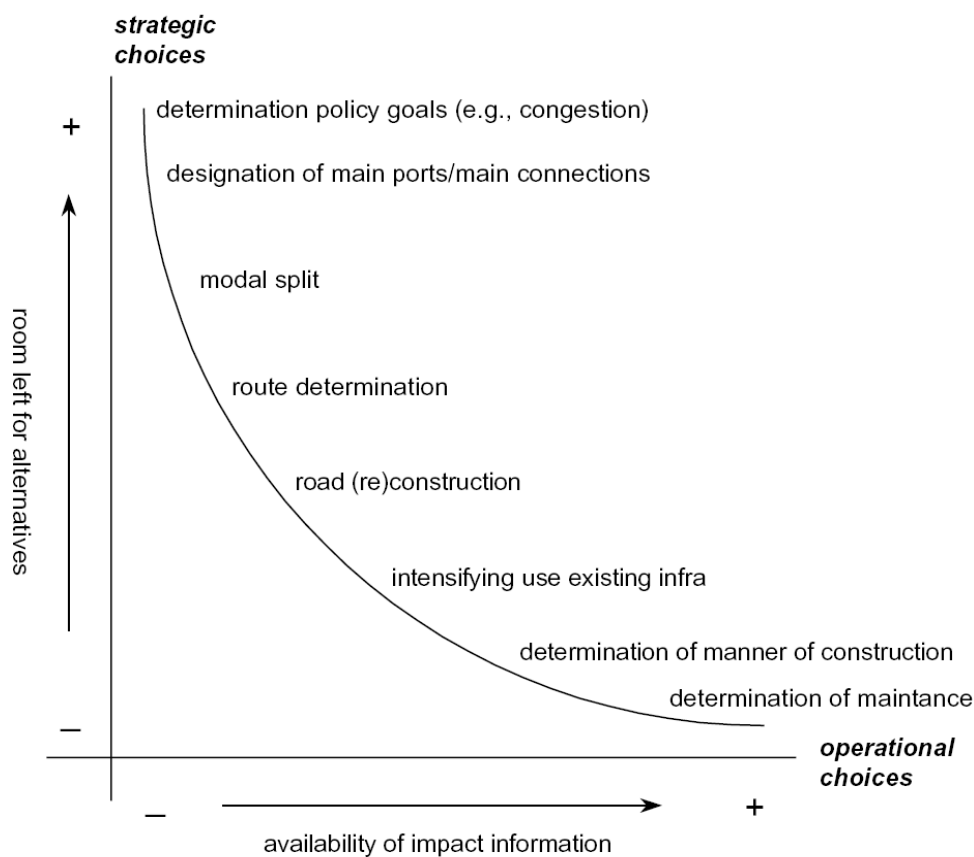 strategic
choices
+
determination policy goals (e.g., congestion)
designation of main ports/main connections
modal split
room left for alternatives
route determination
road (re)construction
intensifying use existing infra
determination of manner of construction
determination of maintance
–
operational
choices
–
+
availability of impact information